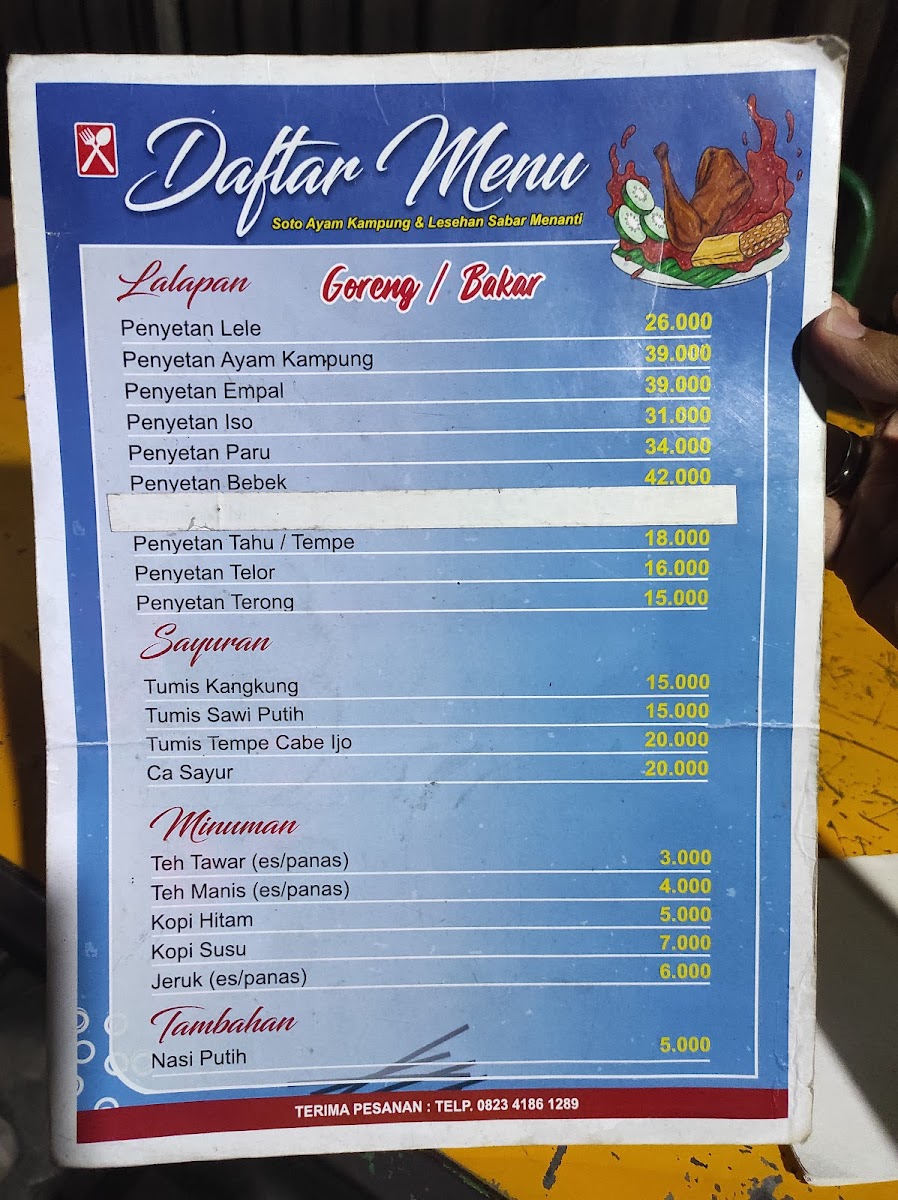 Daftar Menu
Soto Ayam Kampung & Lesehan Sabar Menanti
Lalapan Goreng / Bakar
Penyetan Lele 26.000
Penyetan Ayam Kampung 39.000
Penyetan Empal 39.000
Penyetan Iso 31.000
Penyetan Paru 34.000
Penyetan Bebek 42.000
Penyetan Tahu / Tempe 18.000
Penyetan Telor 16.000
Penyetan Terong 15.000
Sayuran
Tumis Kangkung 15.000
Tumis Sawi Putih 15.000
Tumis Tempe Cabe Ijo 20.000
Ca Sayur 20.000
Minuman
Teh Tawar (es/panas) 3.000
Teh Manis (es/panas) 4.000
Kopi Hitam 5.000
Kopi Susu 7.000
Jeruk (es/panas) 6.000
Tambahan
Nasi Putih 5.000
TERIMA PESANAN : TELP. 0823 4186 1289